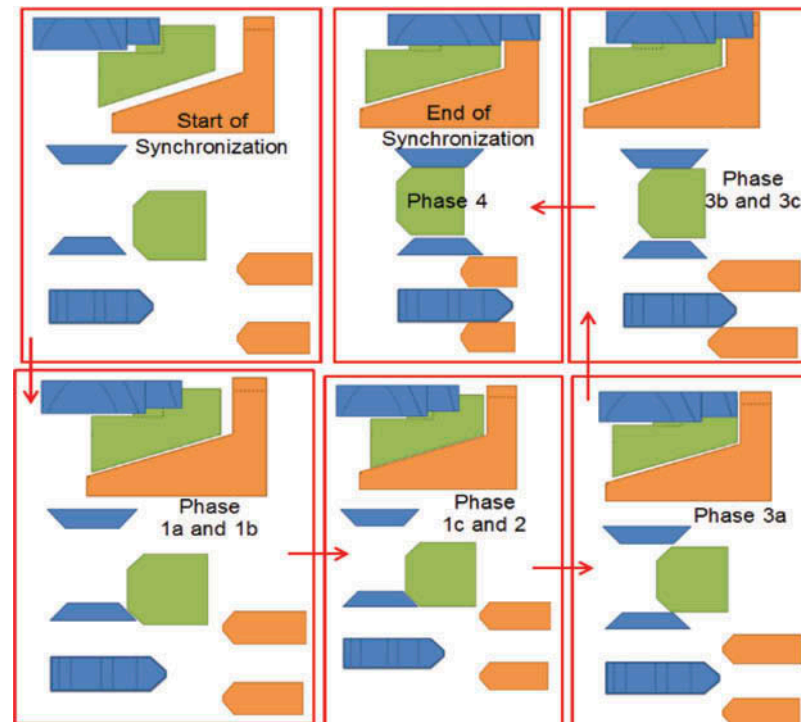 Start of
Synchronization
End of
Synchronization
Phase 4
Phase
3b and 3c
Phase
1a and 1b
Phase
1c and 2
Phase 3a